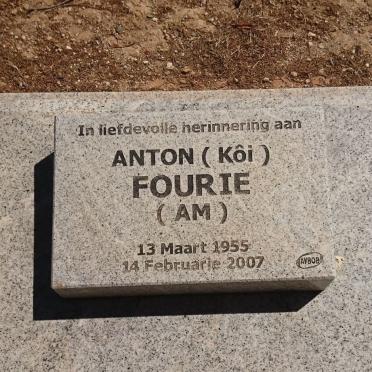 In liefdevolle herinnering aan
ANTON ( Kôi )
FOURIE
( AM )
13 Maart 1955
14 Februarie 2007
AVBOB